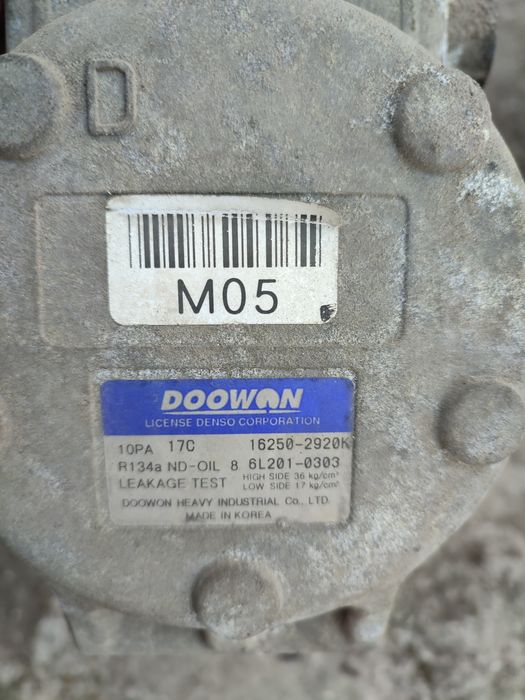 D
M05
DOOWON
LICENSE DENSO CORPORATION
10PA 17C 16250-2920K
R134a ND-OIL 8 6L201-0303
LEAKAGE TEST HIGH SIDE 36 kg/cm²
LOW SIDE 17 kg/cm²
DOOWON HEAVY INDUSTRIAL Co., LTD.
MADE IN KOREA